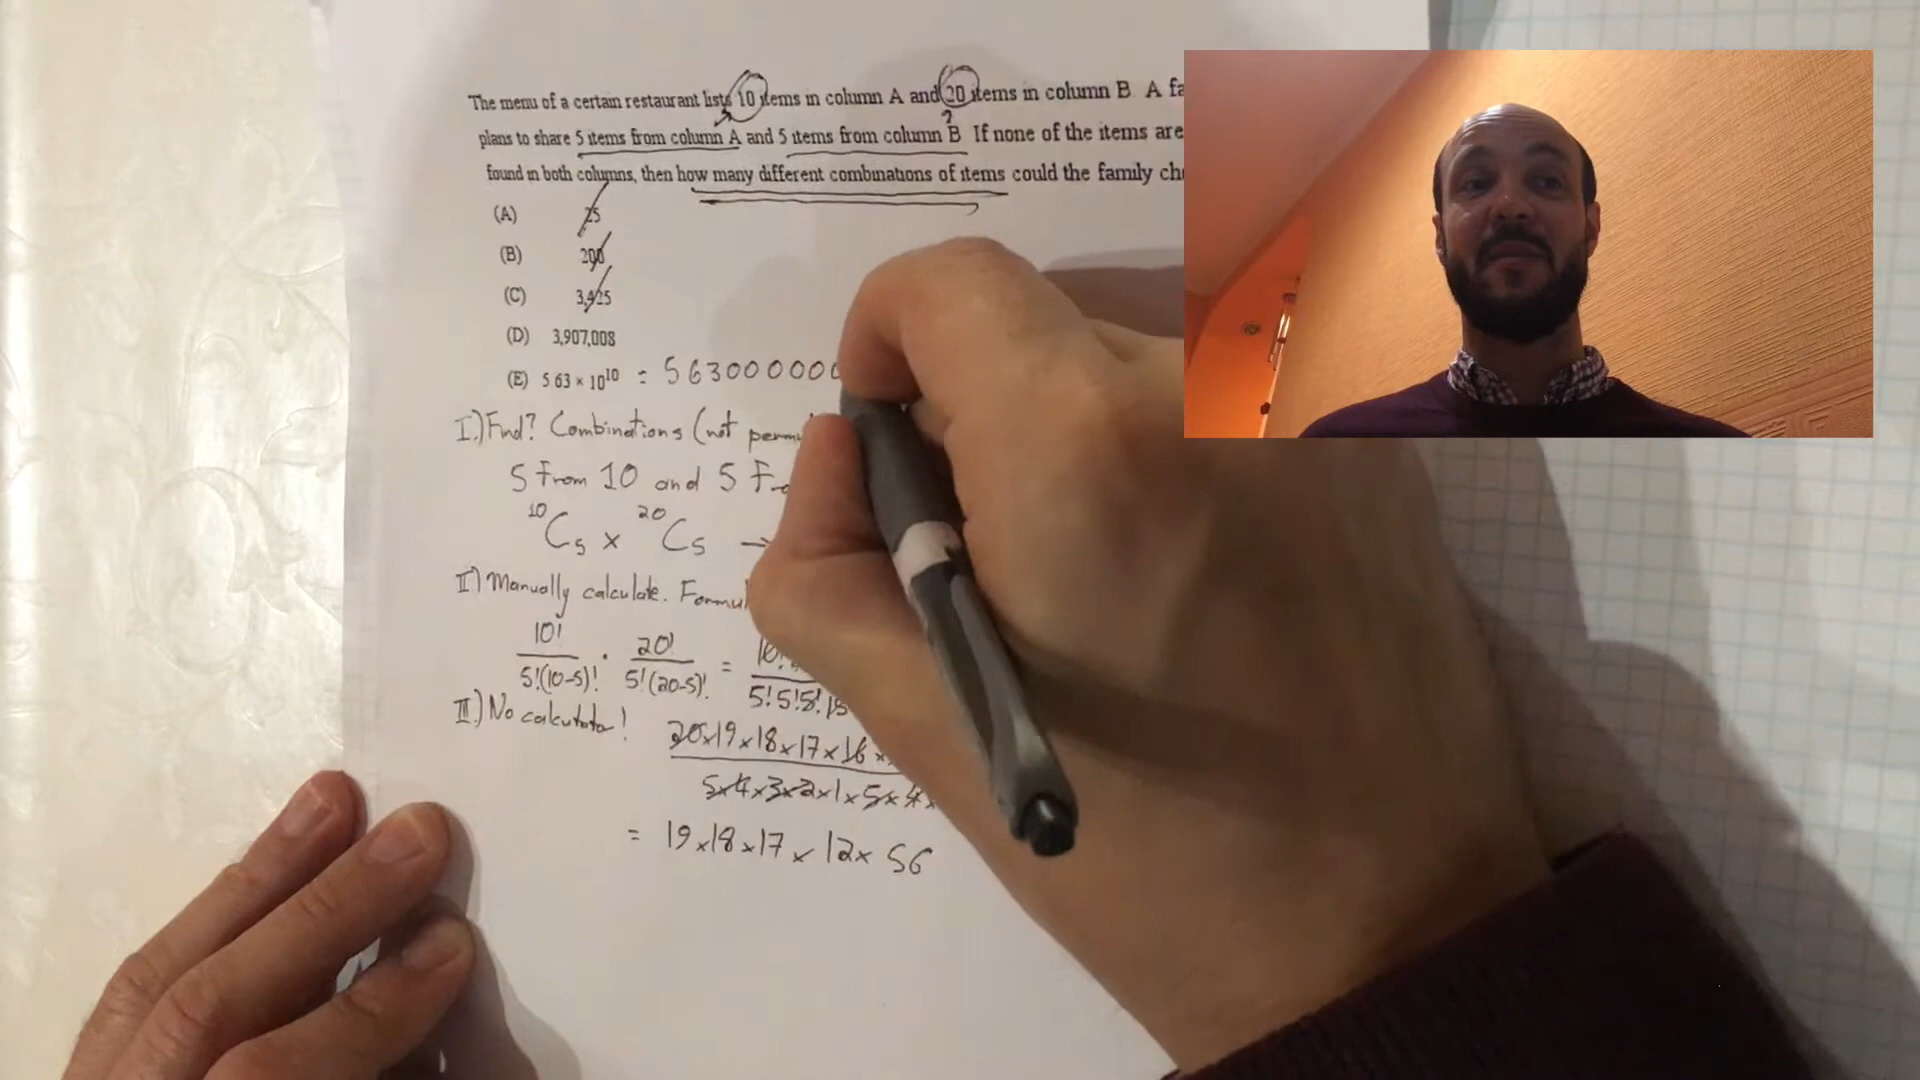 The menu of a certain restaurant lists 10 items in column A and 20 items in column B A fa
plans to share 5 items from column A and 5 items from column B If none of the items are
found in both columns, then how many different combinations of items could the family ch
(A) 25
(B) 200
(C) 3,425
(D) 3,907,008
(E) 5 63 × 10¹⁰ = 563000000
I.) Find? Combinations (not permu
5 from 10 and 5 F
¹⁰C₅ × ²⁰C₅ →
II) Manually calculate. Formul
10!/5!(10-5)! · 20!/5!(20-5)! = 10!/5!5!5!15
III.) No calculator!
20×19×18×17×16×
5×4×3×2×1×5×4×
= 19×18×17×12×56